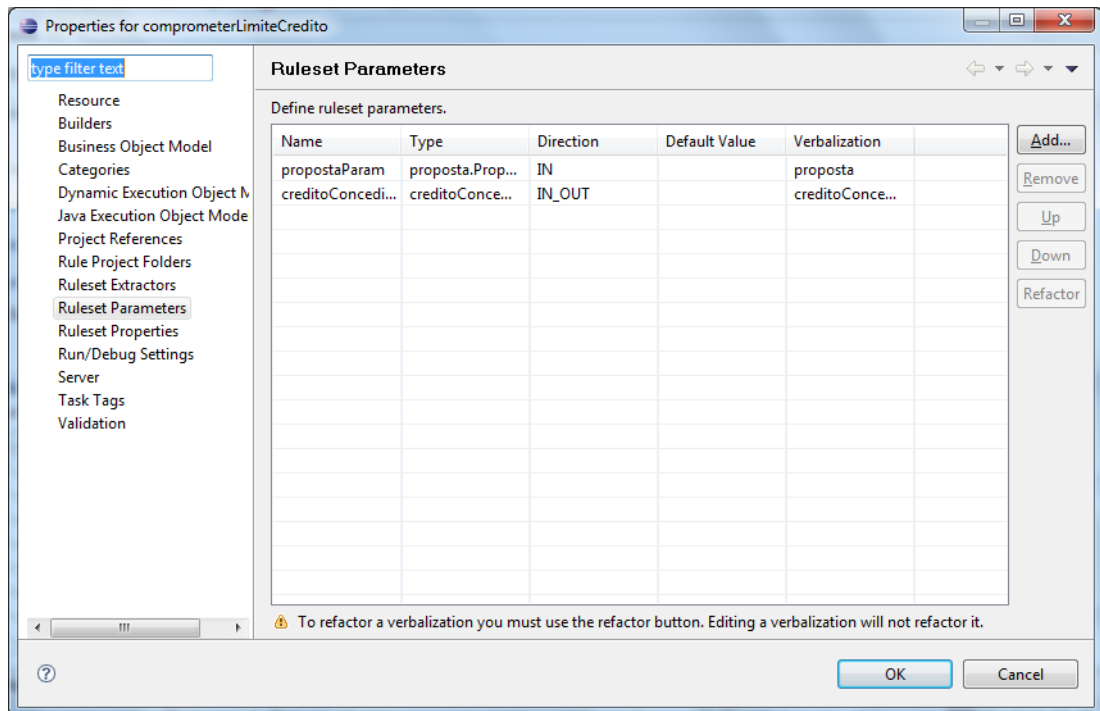 Properties for comprometerLimiteCredito
type filter text
Resource
Builders
Business Object Model
Categories
Dynamic Execution Object M
Java Execution Object Mode
Project References
Rule Project Folders
Ruleset Extractors
Ruleset Parameters
Ruleset Properties
Run/Debug Settings
Server
Task Tags
Validation
Ruleset Parameters
Define ruleset parameters.
Name Type Direction Default Value Verbalization
propostaParam proposta.Prop... IN proposta
creditoConcedi... creditoConce... IN_OUT creditoConce...
Add...
Remove
Up
Down
Refactor
To refactor a verbalization you must use the refactor button. Editing a verbalization will not refactor it.
OK Cancel